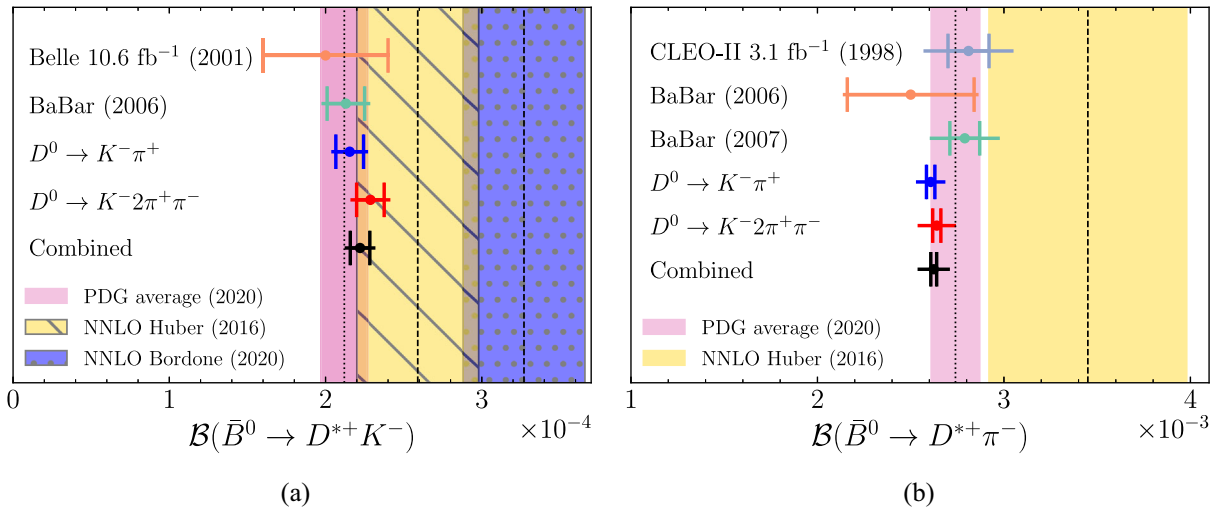 Belle 10.6 fb⁻¹ (2001)
BaBar (2006)
D⁰ → K⁻π⁺
D⁰ → K⁻2π⁺π⁻
Combined
PDG average (2020)
NNLO Huber (2016)
NNLO Bordone (2020)
0 1 2 3
×10⁻⁴
ℬ(B̄⁰ → D*⁺K⁻)
(a)
CLEO-II 3.1 fb⁻¹ (1998)
BaBar (2006)
BaBar (2007)
D⁰ → K⁻π⁺
D⁰ → K⁻2π⁺π⁻
Combined
PDG average (2020)
NNLO Huber (2016)
1 2 3 4
×10⁻³
ℬ(B̄⁰ → D*⁺π⁻)
(b)